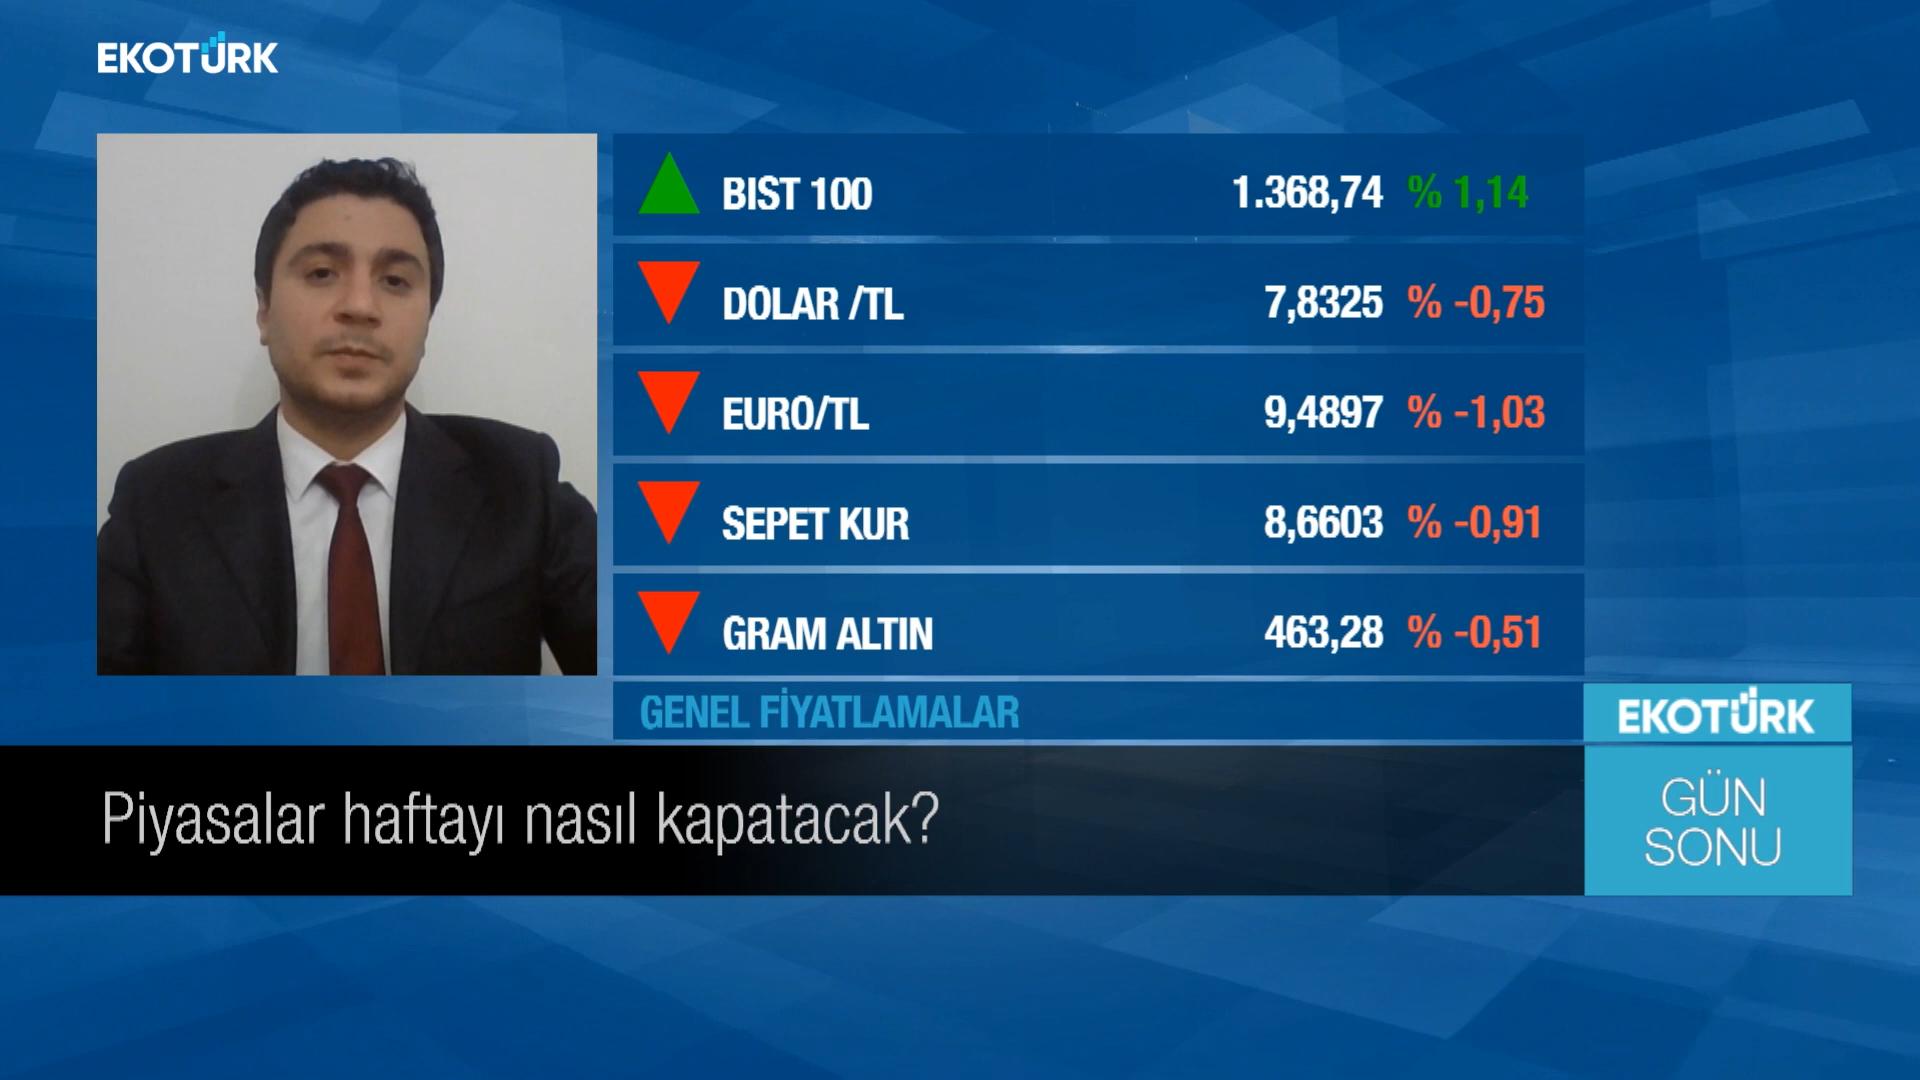 EKOTÜRK
BIST 100 1.368,74 % 1,14
DOLAR /TL 7,8325 % -0,75
EURO/TL 9,4897 % -1,03
SEPET KUR 8,6603 % -0,91
GRAM ALTIN 463,28 % -0,51
GENEL FİYATLAMALAR
EKOTÜRK
Piyasalar haftayı nasıl kapatacak?
GÜN
SONU